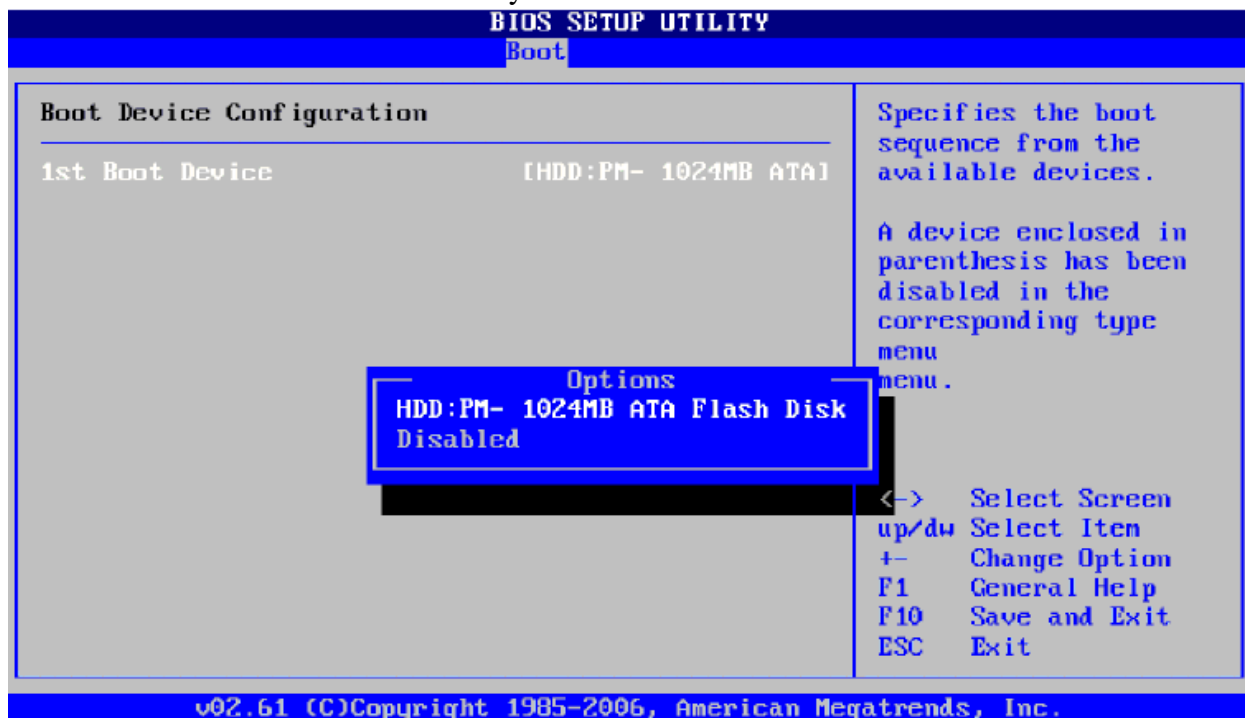 BIOS SETUP UTILITY
Boot
Boot Device Configuration
1st Boot Device [HDD:PM- 1024MB ATA]
Specifies the boot
sequence from the
available devices.
A device enclosed in
parenthesis has been
disabled in the
corresponding type
menu
menu.
Options
HDD:PM- 1024MB ATA Flash Disk
Disabled
<-> Select Screen
up/dw Select Item
+- Change Option
F1 General Help
F10 Save and Exit
ESC Exit
v02.61 (C)Copyright 1985-2006, American Megatrends, Inc.